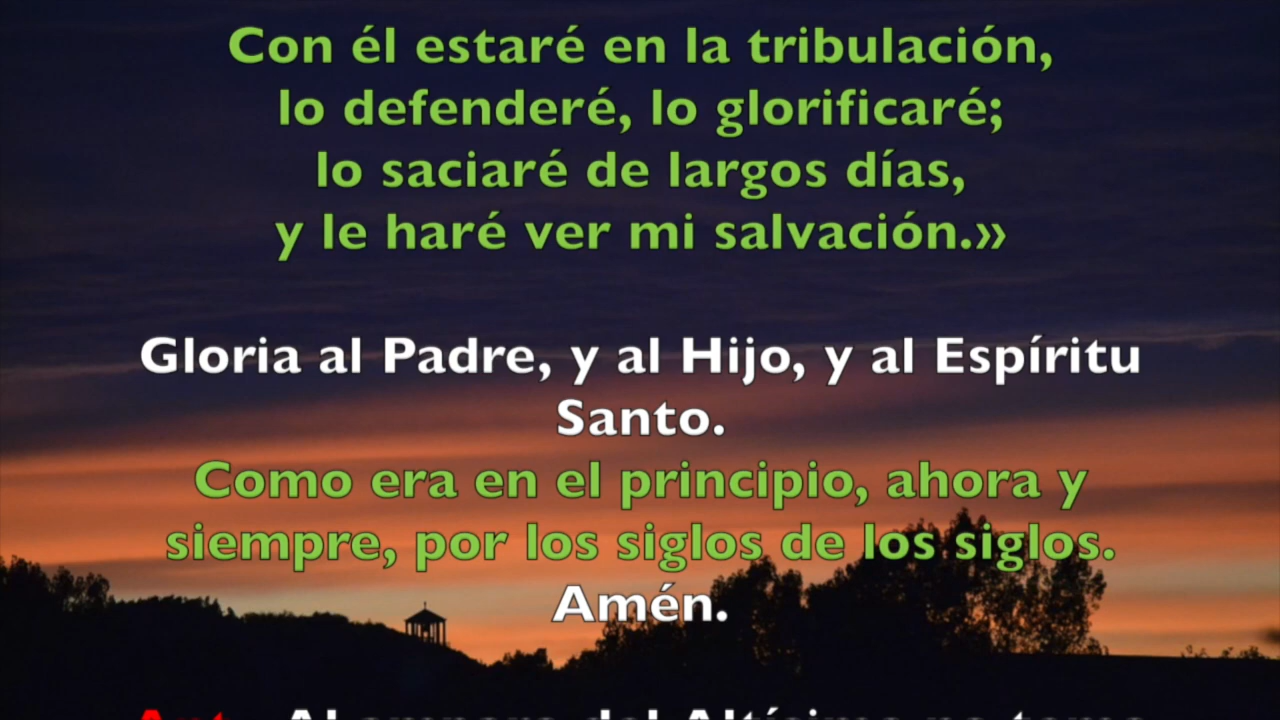 Con él estaré en la tribulación,
lo defenderé, lo glorificaré;
lo saciaré de largos días,
y le haré ver mi salvación.»
Gloria al Padre, y al Hijo, y al Espíritu
Santo.
Como era en el principio, ahora y
siempre, por los siglos de los siglos.
Amén.